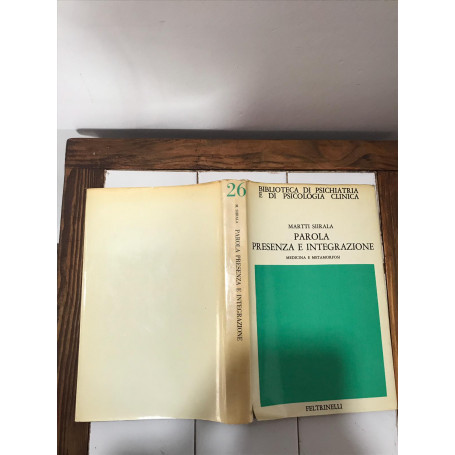 26
M. SIIRALA
PAROLA PRESENZA E INTEGRAZIONE
BIBLIOTECA DI PSICHIATRIA
E DI PSICOLOGIA CLINICA
MARTTI SIIRALA
PAROLA
PRESENZA E INTEGRAZIONE
MEDICINA E METAMORFOSI
FELTRINELLI